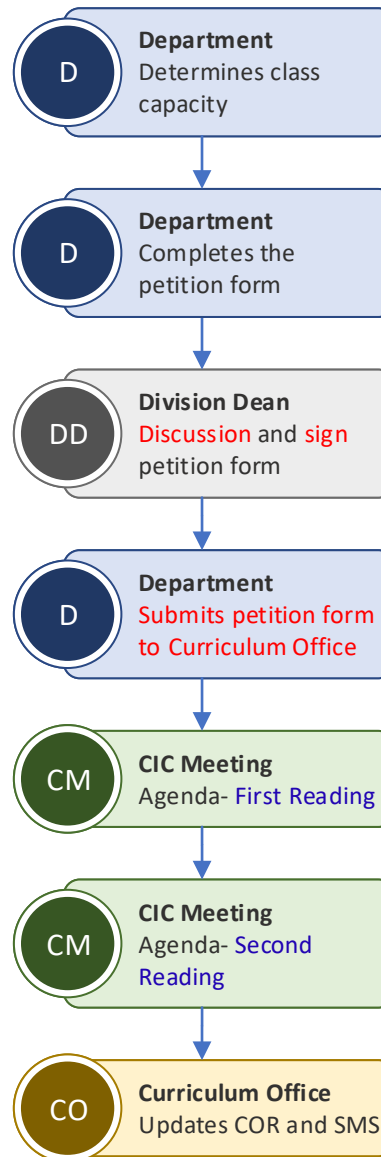 D
Department
Determines class
capacity
D
Department
Completes the
petition form
DD
Division Dean
Discussion and sign
petition form
D
Department
Submits petition form
to Curriculum Office
CM
CIC Meeting
Agenda- First Reading
CM
CIC Meeting
Agenda- Second
Reading
CO
Curriculum Office
Updates COR and SMS